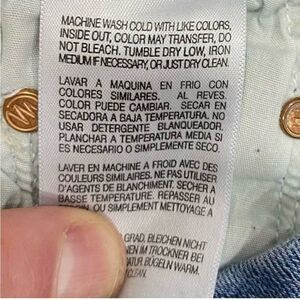 MACHINE WASH COLD WITH LIKE COLORS,
INSIDE OUT, COLOR MAY TRANSFER, DO
NOT BLEACH. TUMBLE DRY LOW, IRON
MEDIUM IF NECESSARY, OR JUST DRY CLEAN.
LAVAR A MAQUINA EN FRIO CON
COLORES SIMILARES. AL REVES.
COLOR PUEDE CAMBIAR. SECAR EN
SECADORA A BAJA TEMPERATURA. NO
USAR DETERGENTE BLANQUEADOR.
PLANCHAR A TEMPERATURA MEDIA SI
ES NECESARIO O SIMPLEMENTE SECO.
LAVER EN MACHINE A FROID AVEC DES
COULEURS SIMILAIRES. NE PAS UTILISER
D'AGENTS DE BLANCHIMENT. SECHER A
BASSE TEMPERATURE. REPASSER AU
OU SIMPLEMENT METTOYAGE A
GRAD, BLEICHEN NICHT
IM TROCKNER BEI
BÜGELN WARM.